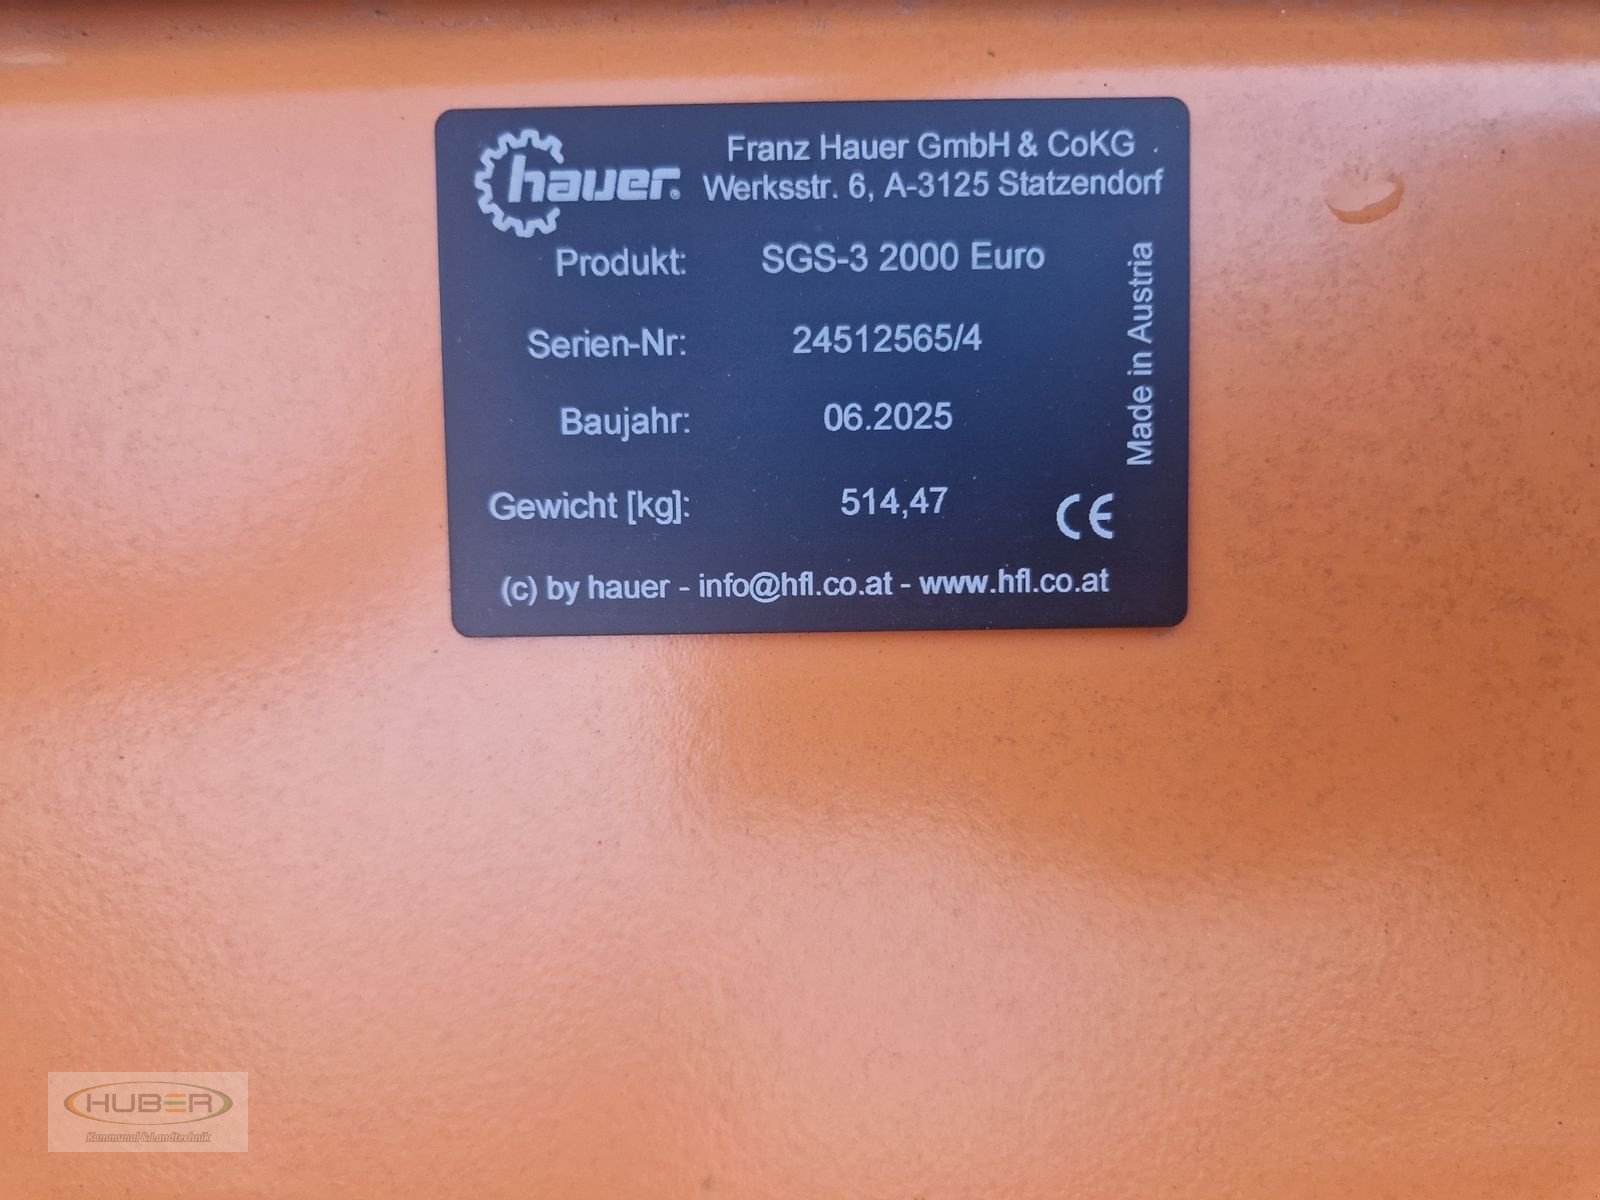 hauer®
Franz Hauer GmbH & CoKG
Werksstr. 6, A-3125 Statzendorf
Produkt: SGS-3 2000 Euro
Serien-Nr: 24512565/4
Baujahr: 06.2025
Gewicht [kg]: 514,47
Made in Austria
CE
(c) by hauer - info@hfl.co.at - www.hfl.co.at
HUBER
Kommunal & Landtechnik